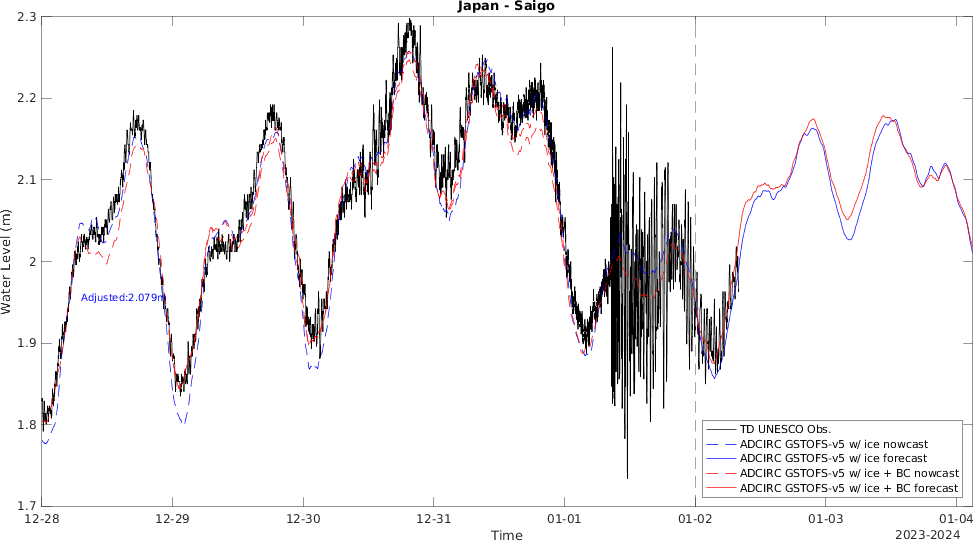 Japan - Saigo
2.3
2.2
2.1
2
1.9
1.8
1.7
Water Level (m)
Adjusted:2.079m
TD UNESCO Obs.
ADCIRC GSTOFS-v5 w/ ice nowcast
ADCIRC GSTOFS-v5 w/ ice forecast
ADCIRC GSTOFS-v5 w/ ice + BC nowcast
ADCIRC GSTOFS-v5 w/ ice + BC forecast
12-28 12-29 12-30 12-31 01-01 01-02 01-03 01-04
Time
2023-2024